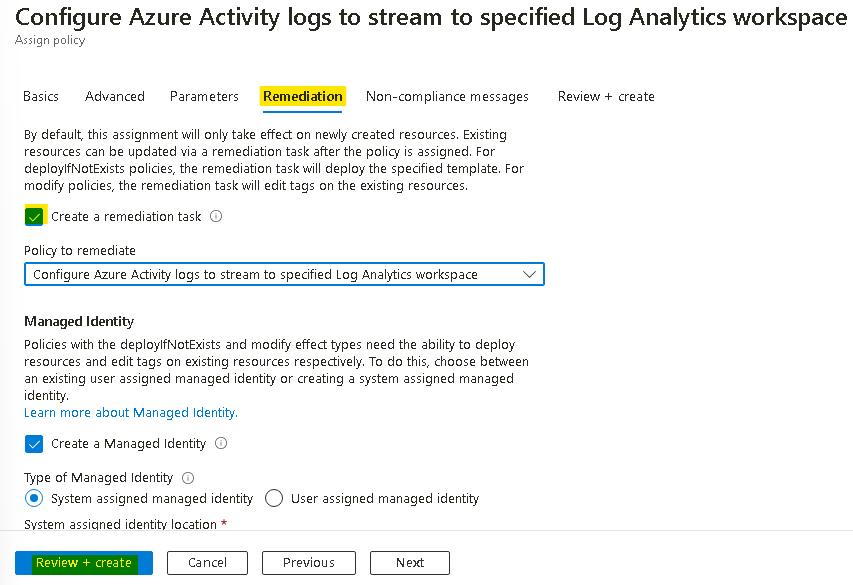 Configure Azure Activity logs to stream to specified Log Analytics workspace
Assign policy
Basics Advanced Parameters Remediation Non-compliance messages Review + create
By default, this assignment will only take effect on newly created resources. Existing
resources can be updated via a remediation task after the policy is assigned. For
deployIfNotExists policies, the remediation task will deploy the specified template. For
modify policies, the remediation task will edit tags on the existing resources.
Create a remediation task
Policy to remediate
Configure Azure Activity logs to stream to specified Log Analytics workspace
Managed Identity
Policies with the deployIfNotExists and modify effect types need the ability to deploy
resources and edit tags on existing resources respectively. To do this, choose between
an existing user assigned managed identity or creating a system assigned managed
identity.
Learn more about Managed Identity.
Create a Managed Identity
Type of Managed Identity
System assigned managed identity User assigned managed identity
System assigned identity location *
Review + create Cancel Previous Next